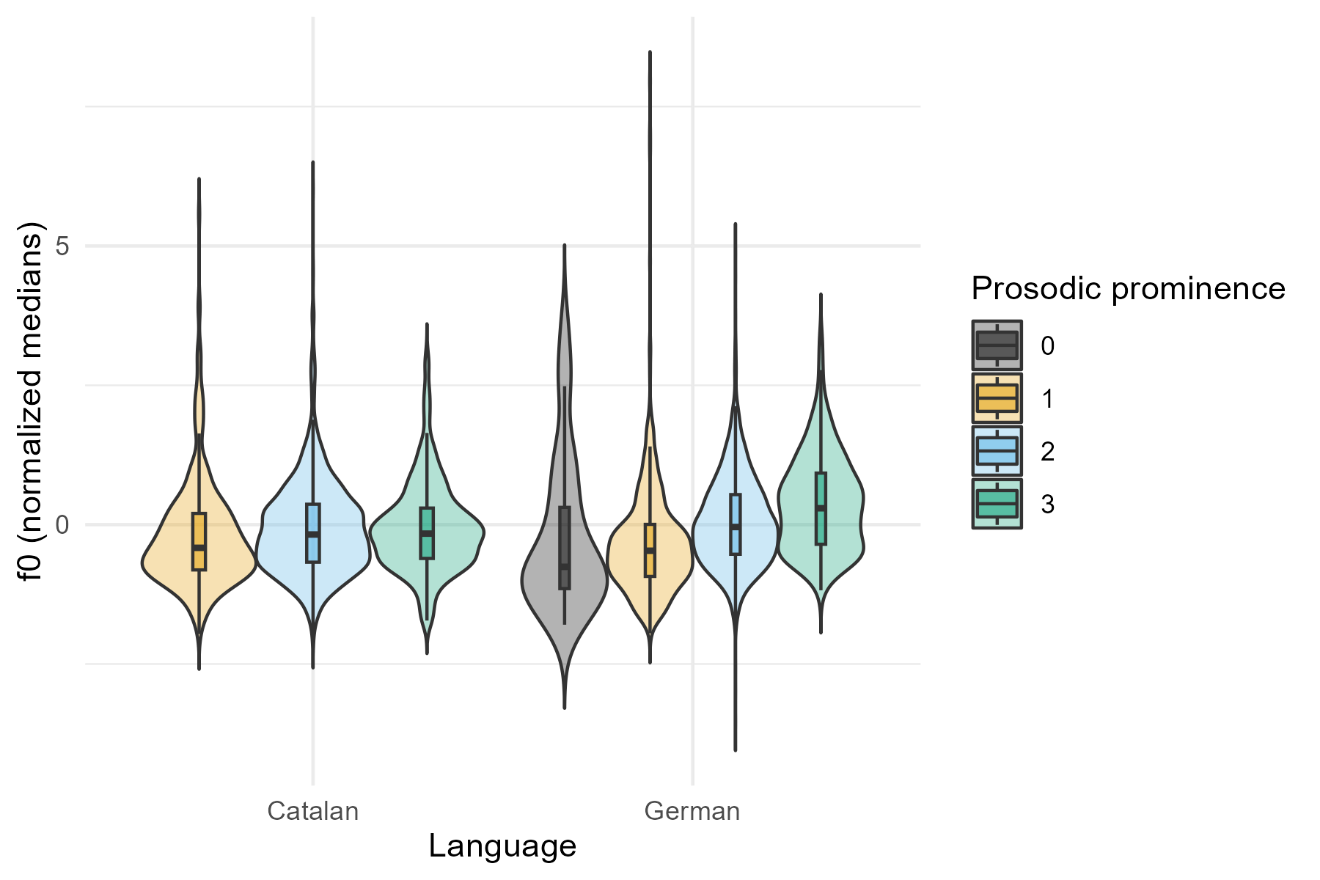 f0 (normalized medians)
5
0
Catalan
German
Language
Prosodic prominence
0
1
2
3